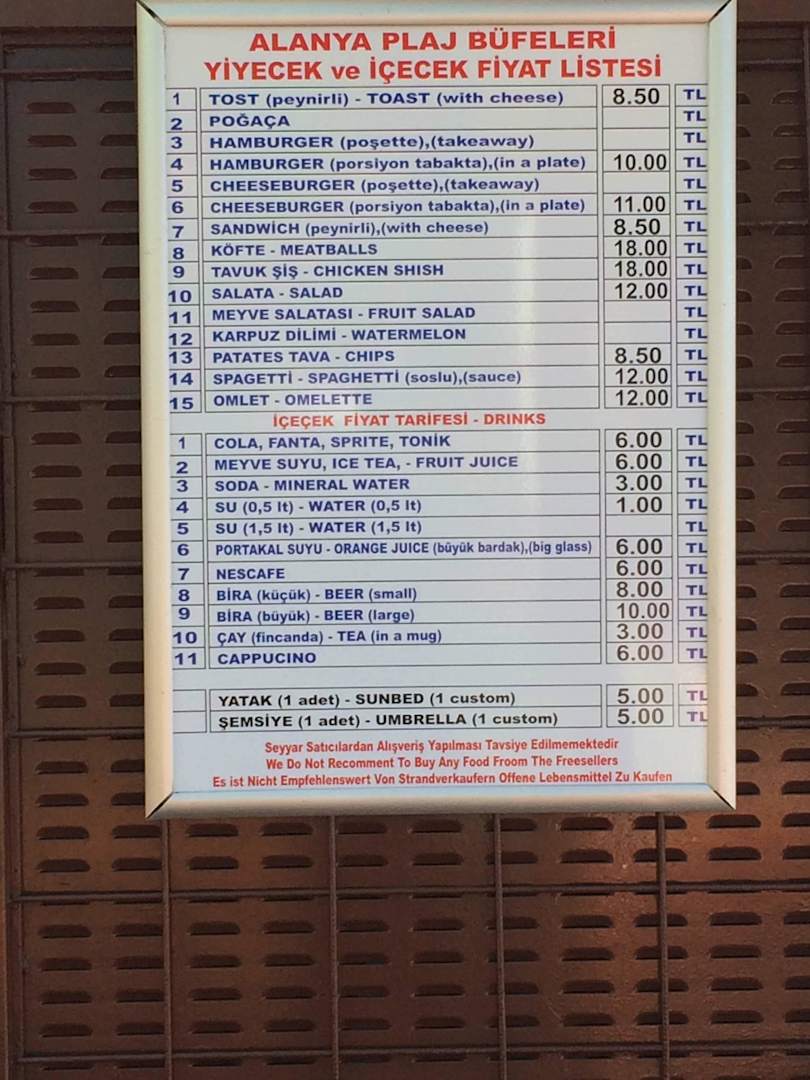 ALANYA PLAJ BÜFELERİ
YİYECEK ve İÇECEK FİYAT LİSTESİ
1 TOST (peynirli) - TOAST (with cheese) 8.50 TL
2 POĞAÇA TL
3 HAMBURGER (poşette),(takeaway) TL
4 HAMBURGER (porsiyon tabakta),(in a plate) 10.00 TL
5 CHEESEBURGER (poşette),(takeaway) TL
6 CHEESEBURGER (porsiyon tabakta),(in a plate) 11.00 TL
7 SANDWİCH (peynirli),(with cheese) 8.50 TL
8 KÖFTE - MEATBALLS 18.00 TL
9 TAVUK ŞİŞ - CHICKEN SHISH 18.00 TL
10 SALATA - SALAD 12.00 TL
11 MEYVE SALATASI - FRUIT SALAD TL
12 KARPUZ DİLİMİ - WATERMELON TL
13 PATATES TAVA - CHIPS 8.50 TL
14 SPAGETTİ - SPAGHETTİ (soslu),(sauce) 12.00 TL
15 OMLET - OMELETTE 12.00 TL
İÇEÇEK FİYAT TARİFESİ - DRINKS
1 COLA, FANTA, SPRITE, TONİK 6.00 TL
2 MEYVE SUYU, ICE TEA, - FRUIT JUICE 6.00 TL
3 SODA - MINERAL WATER 3.00 TL
4 SU (0,5 lt) - WATER (0,5 lt) 1.00 TL
5 SU (1,5 lt) - WATER (1,5 lt) TL
6 PORTAKAL SUYU - ORANGE JUICE (büyük bardak),(big glass) 6.00 TL
7 NESCAFE 6.00 TL
8 BİRA (küçük) - BEER (small) 8.00 TL
9 BİRA (büyük) - BEER (large) 10.00 TL
10 ÇAY (fincanda) - TEA (in a mug) 3.00 TL
11 CAPPUCINO 6.00 TL
YATAK (1 adet) - SUNBED (1 custom) 5.00 TL
ŞEMSİYE (1 adet) - UMBRELLA (1 custom) 5.00 TL
Seyyar Satıcılardan Alışveriş Yapılması Tavsiye Edilmemektedir
We Do Not Recomment To Buy Any Food Froom The Freesellers
Es ist Nicht Empfehlenswert Von Strandverkaufern Offene Lebensmittel Zu Kaufen